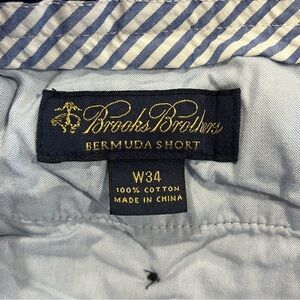 Brooks Brothers
BERMUDA SHORT
W34
100% COTTON
MADE IN CHINA